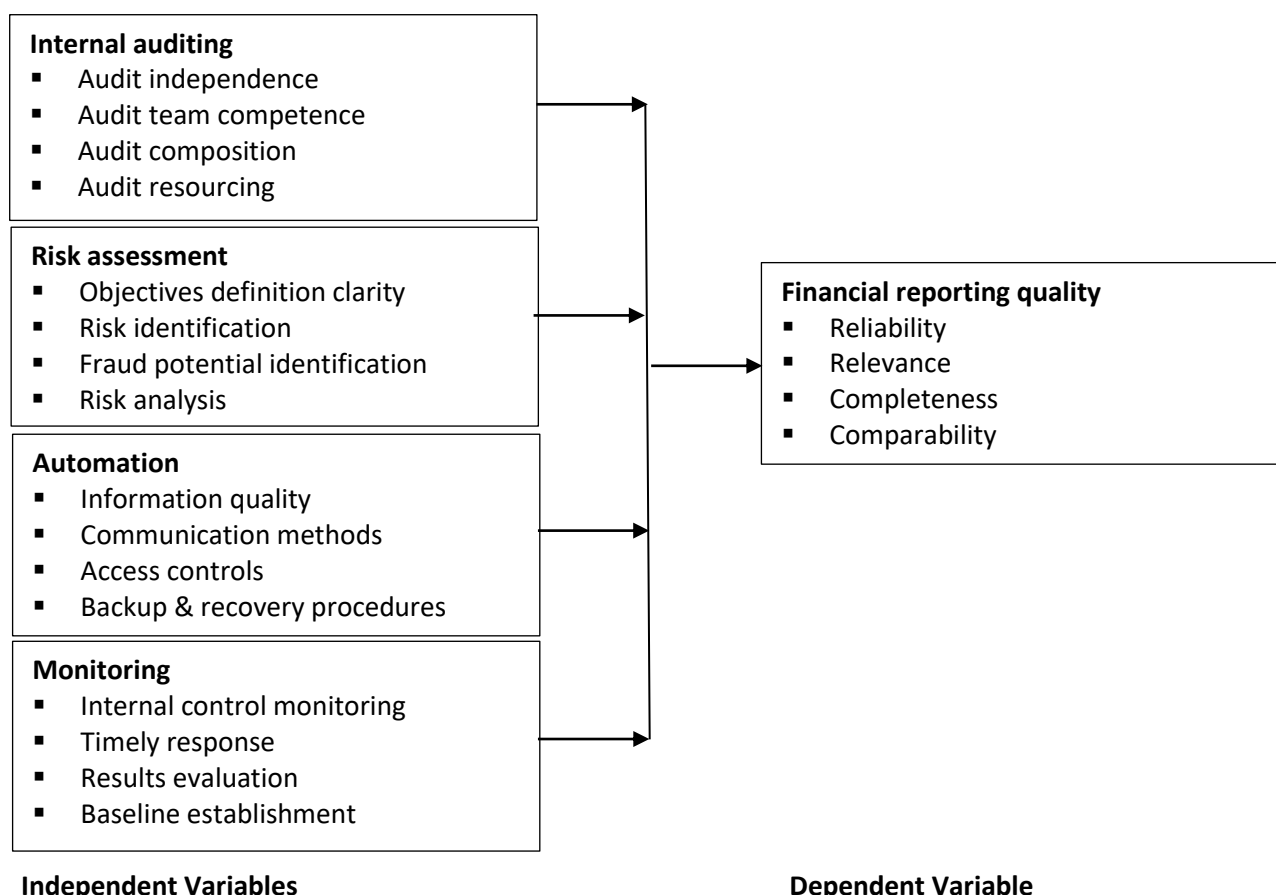 Internal auditing
▪ Audit independence
▪ Audit team competence
▪ Audit composition
▪ Audit resourcing
Risk assessment
▪ Objectives definition clarity
▪ Risk identification
▪ Fraud potential identification
▪ Risk analysis
Automation
▪ Information quality
▪ Communication methods
▪ Access controls
▪ Backup & recovery procedures
Monitoring
▪ Internal control monitoring
▪ Timely response
▪ Results evaluation
▪ Baseline establishment
Financial reporting quality
▪ Reliability
▪ Relevance
▪ Completeness
▪ Comparability
Independent Variables
Dependent Variable